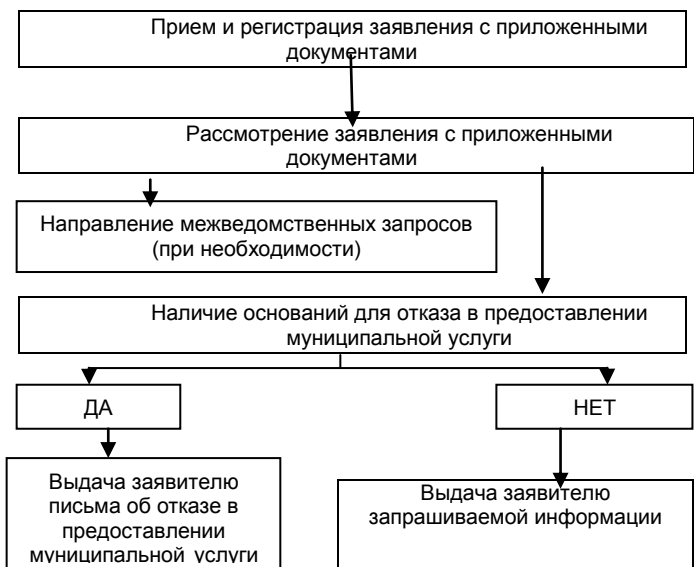 Прием и регистрация заявления с приложенными
документами
Рассмотрение заявления с приложенными
документами
Направление межведомственных запросов
(при необходимости)
Наличие оснований для отказа в предоставлении
муниципальной услуги
ДА
НЕТ
Выдача заявителю
письма об отказе в
предоставлении
муниципальной услуги
Выдача заявителю
запрашиваемой информации